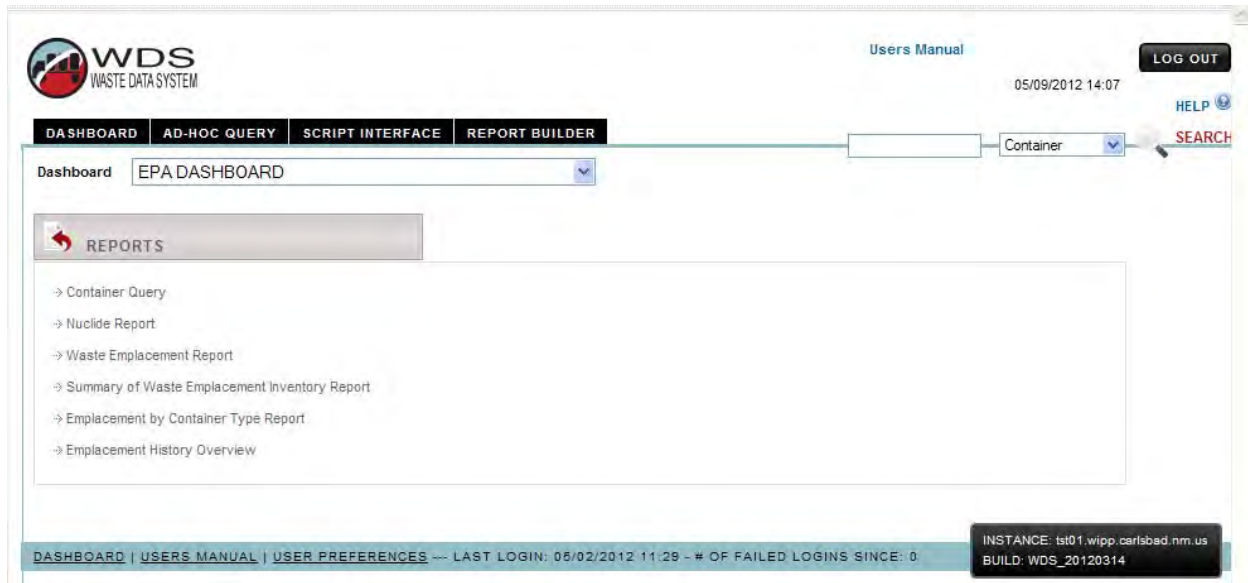 WDS
WASTE DATA SYSTEM
Users Manual
LOG OUT
05/09/2012 14:07
HELP
DASHBOARD AD-HOC QUERY SCRIPT INTERFACE REPORT BUILDER
Container
SEARCH
Dashboard EPA DASHBOARD
REPORTS
Container Query
Nuclide Report
Waste Emplacement Report
Summary of Waste Emplacement Inventory Report
Emplacement by Container Type Report
Emplacement History Overview
DASHBOARD | USERS MANUAL | USER PREFERENCES --- LAST LOGIN: 05/02/2012 11:29 - # OF FAILED LOGINS SINCE: 0
INSTANCE: tst01.wipp.carlsbad.nm.us
BUILD: WDS_20120314